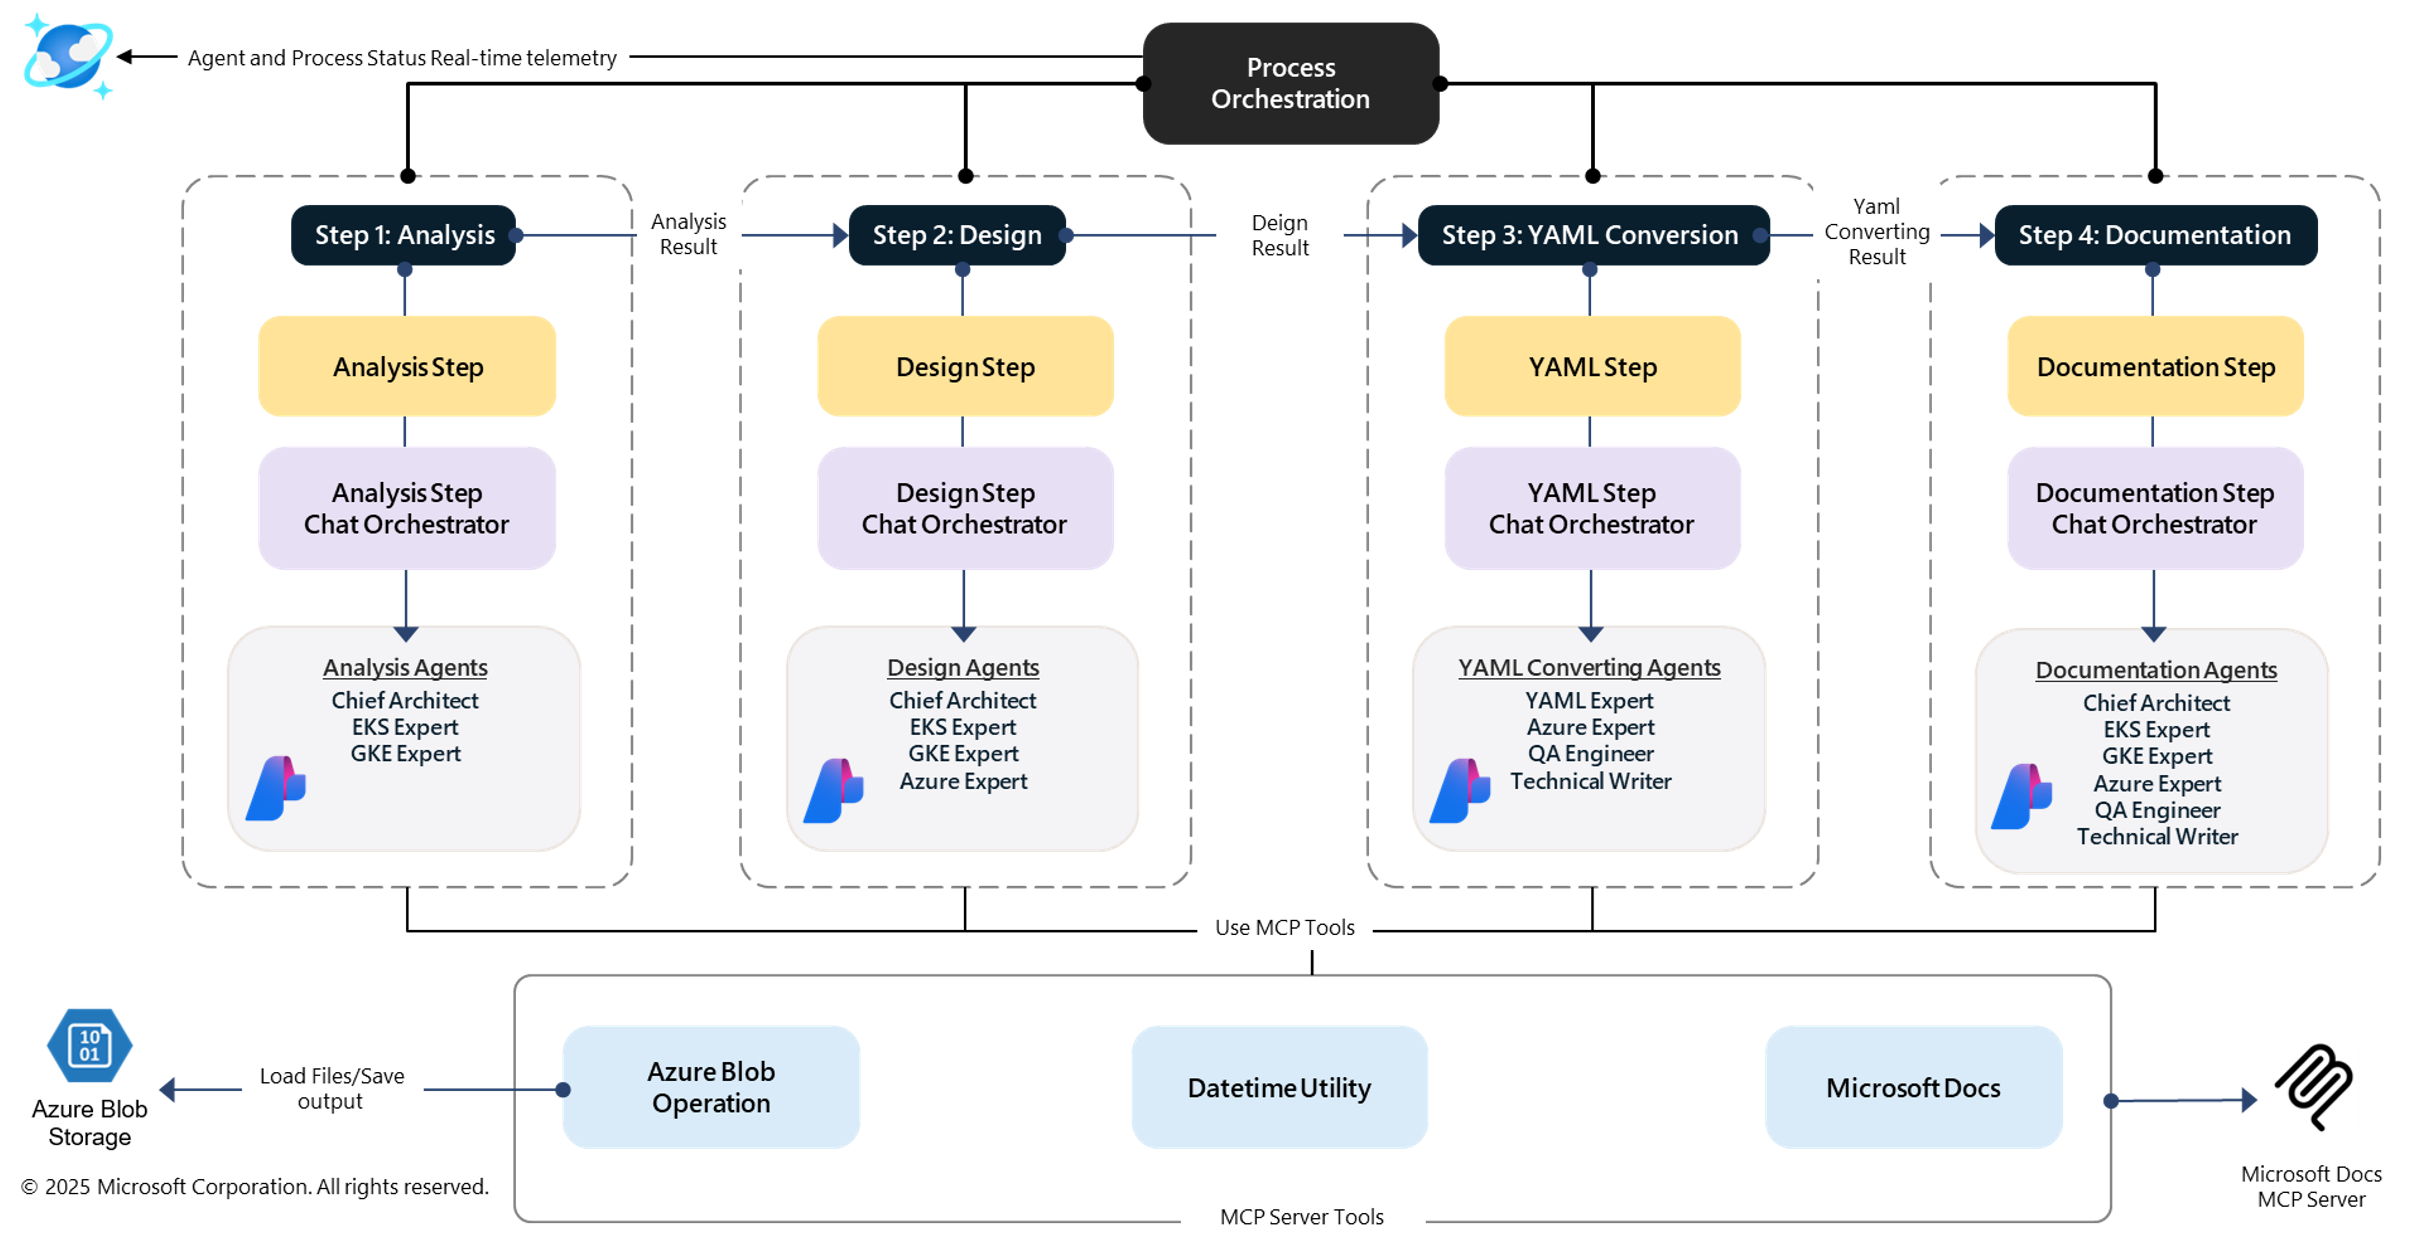 Agent and Process Status Real-time telemetry
Process
Orchestration
Step 1: Analysis
Analysis
Result
Step 2: Design
Deign
Result
Step 3: YAML Conversion
Yaml
Converting
Result
Step 4: Documentation
Analysis Step
Design Step
YAML Step
Documentation Step
Analysis Step
Chat Orchestrator
Design Step
Chat Orchestrator
YAML Step
Chat Orchestrator
Documentation Step
Chat Orchestrator
Analysis Agents
Chief Architect
EKS Expert
GKE Expert
Design Agents
Chief Architect
EKS Expert
GKE Expert
Azure Expert
YAML Converting Agents
YAML Expert
Azure Expert
QA Engineer
Technical Writer
Documentation Agents
Chief Architect
EKS Expert
GKE Expert
Azure Expert
QA Engineer
Technical Writer
Use MCP Tools
10
01
Azure Blob
Storage
Load Files/Save
output
Azure Blob
Operation
Datetime Utility
Microsoft Docs
Microsoft Docs
MCP Server
© 2025 Microsoft Corporation. All rights reserved.
MCP Server Tools